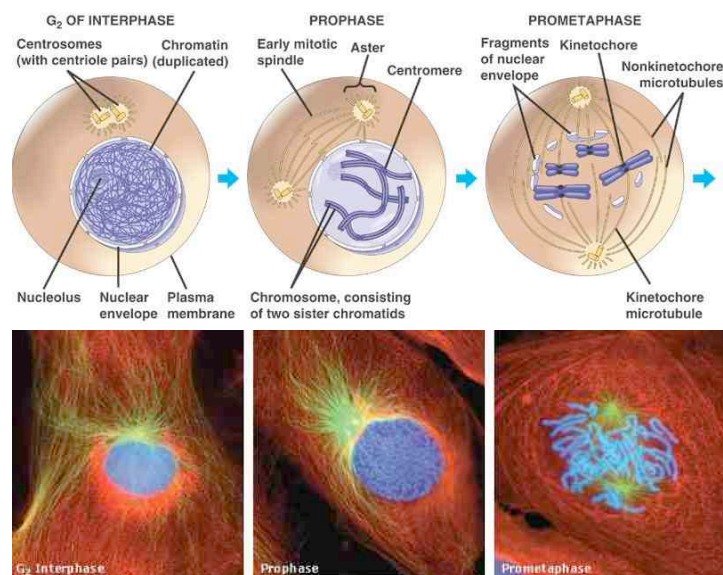 G₂ OF INTERPHASE
PROPHASE
PROMETAPHASE
Centrosomes
(with centriole pairs)
Chromatin
(duplicated)
Early mitotic
spindle
Aster
Centromere
Fragments
of nuclear
envelope
Kinetochore
Nonkinetochore
microtubules
Nucleolus
Nuclear
envelope
Plasma
membrane
Chromosome, consisting
of two sister chromatids
Kinetochore
microtubule
G₂ Interphase
Prophase
Prometaphase